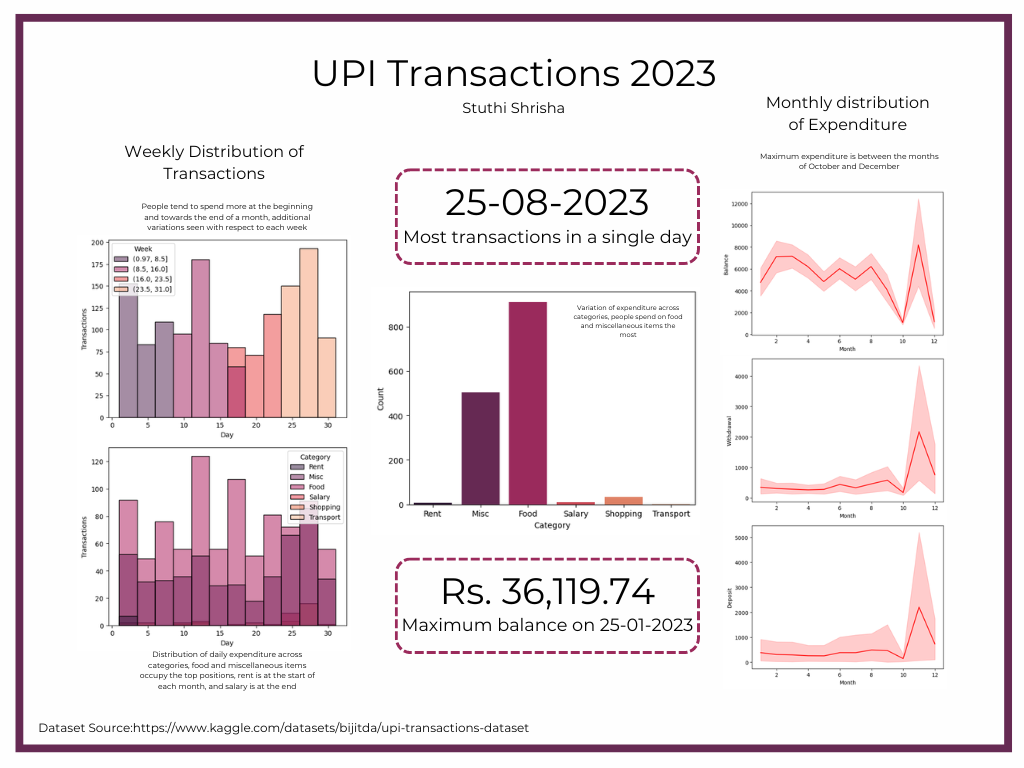 UPI Transactions 2023
Stuthi Shrisha
Weekly Distribution of
Transactions
People tend to spend more at the beginning
and towards the end of a month, additional
variations seen with respect to each week
200
175
150
125
100
75
50
25
0
Transactions
Week
(0.97, 8.5]
(8.5, 16.0]
(16.0, 23.5]
(23.5, 31.0]
0 5 10 15 20 25 30
Day
120
100
80
60
40
20
0
Transactions
Category
Rent
Misc
Food
Salary
Shopping
Transport
0 5 10 15 20 25 30
Day
Distribution of daily expenditure across
categories, food and miscellaneous items
occupy the top positions, rent is at the start of
each month, and salary is at the end
25-08-2023
Most transactions in a single day
Variation of expenditure across
categories, people spend on food
and miscellaneous items the
most
800
600
400
200
0
Count
Rent Misc Food Salary Shopping Transport
Category
Rs. 36,119.74
Maximum balance on 25-01-2023
Monthly distribution
of Expenditure
Maximum expenditure is between the months
of October and December
12000
10000
8000
6000
4000
2000
0
Balance
2 4 6 8 10 12
Month
4000
3000
2000
1000
0
Withdrawal
2 4 6 8 10 12
Month
5000
4000
3000
2000
1000
0
Deposit
2 4 6 8 10 12
Month
Dataset Source:https://www.kaggle.com/datasets/bijitda/upi-transactions-dataset